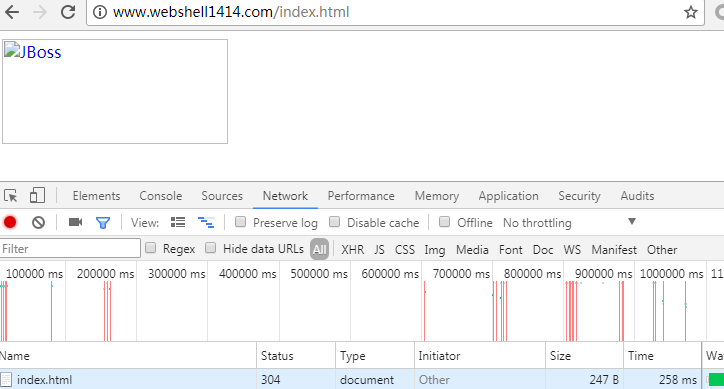 www.webshell1414.com/index.html
JBoss
Elements Console Sources Network Performance Memory Application Security Audits
View: Preserve log Disable cache Offline No throttling
Filter Regex Hide data URLs All XHR JS CSS Img Media Font Doc WS Manifest Other
100000 ms 200000 ms 300000 ms 400000 ms 500000 ms 600000 ms 700000 ms 800000 ms 900000 ms 1000000 ms
Name Status Type Initiator Size Time
index.html 304 document Other 247 B 258 ms